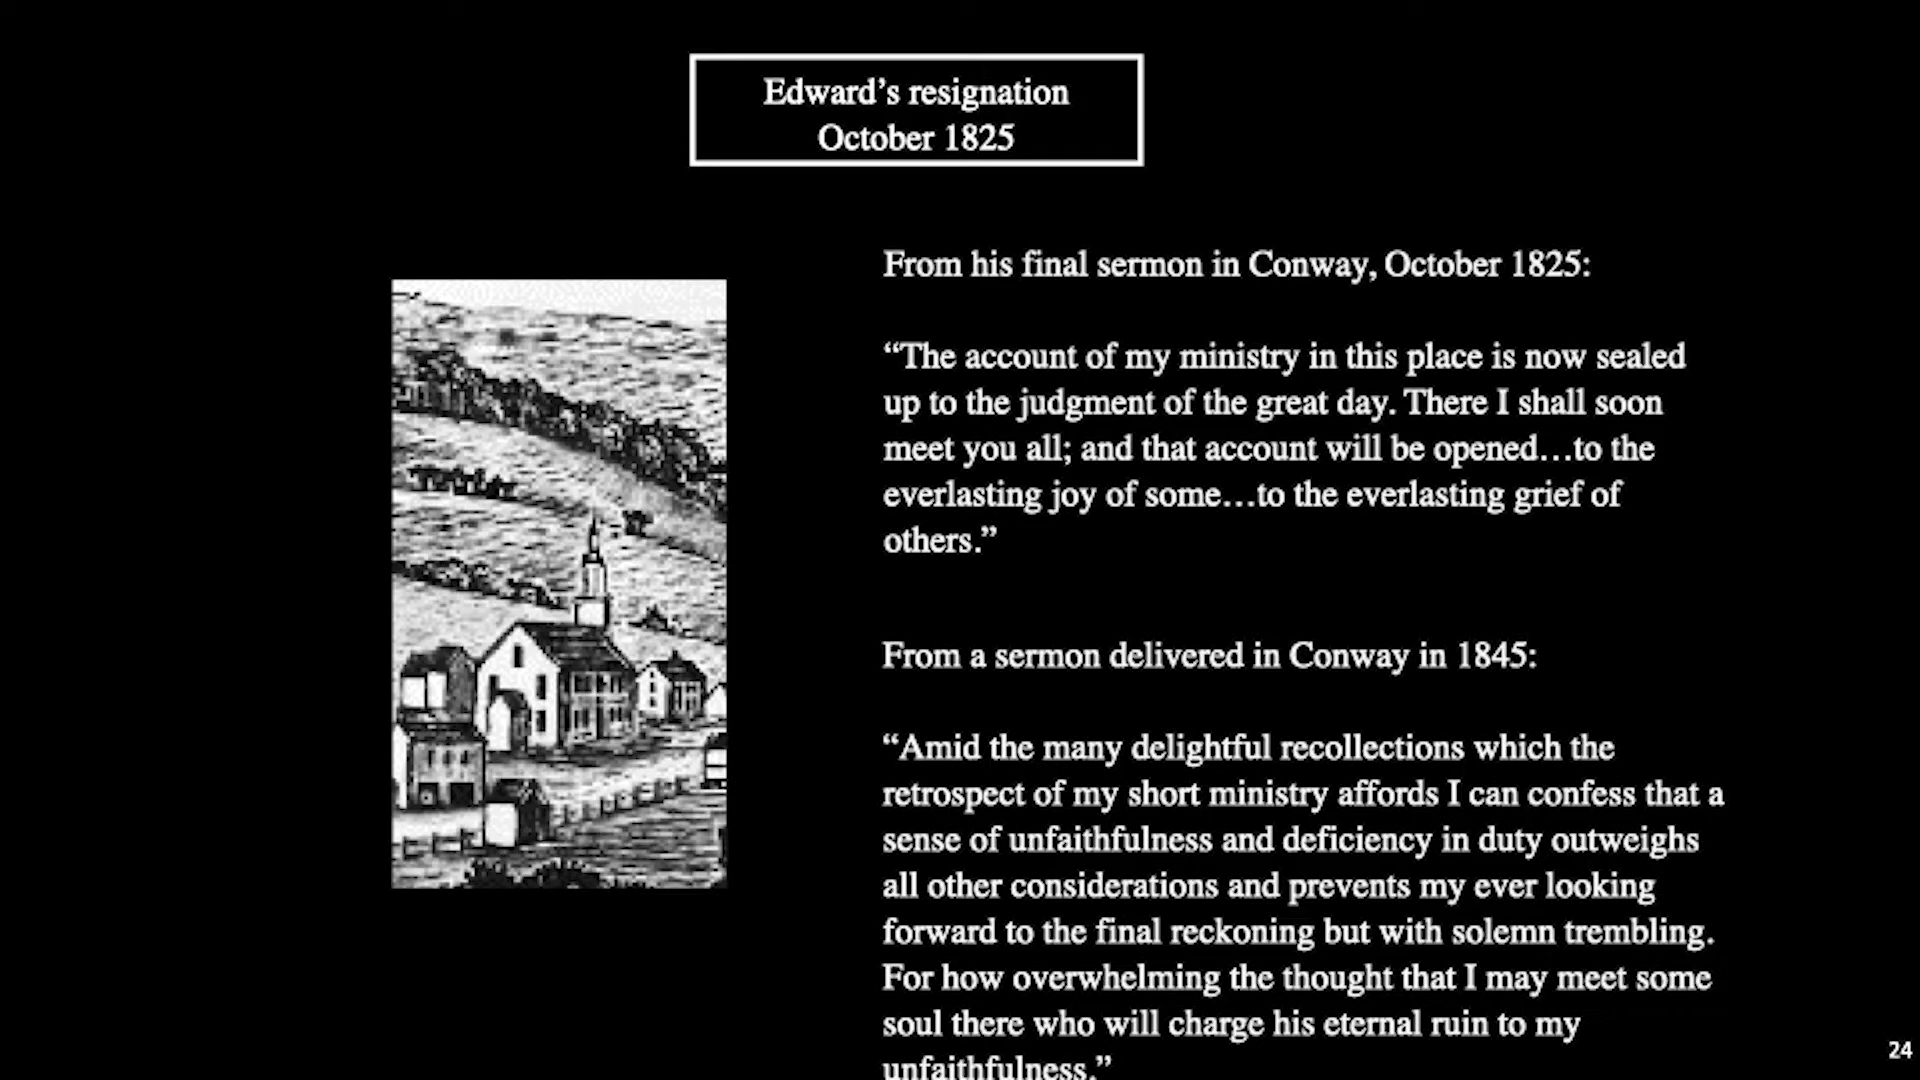 Edward’s resignation
October 1825
From his final sermon in Conway, October 1825:
“The account of my ministry in this place is now sealed
up to the judgment of the great day. There I shall soon
meet you all; and that account will be opened…to the
everlasting joy of some…to the everlasting grief of
others.”
From a sermon delivered in Conway in 1845:
“Amid the many delightful recollections which the
retrospect of my short ministry affords I can confess that a
sense of unfaithfulness and deficiency in duty outweighs
all other considerations and prevents my ever looking
forward to the final reckoning but with solemn trembling.
For how overwhelming the thought that I may meet some
soul there who will charge his eternal ruin to my
unfaithfulness.”
24